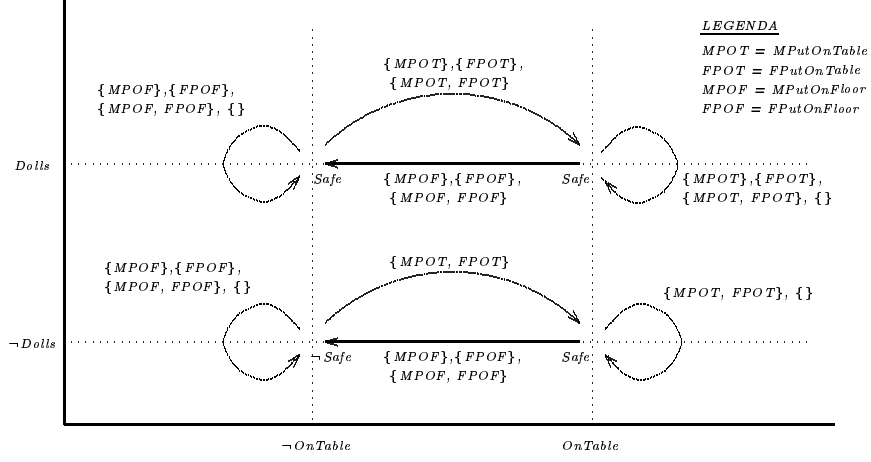 LEGENDA
MPOT = MPutOnTable
FPOT = FPutOnTable
MPOF = MPutOnFloor
FPOF = FPutOnFloor
{MPOT},{FPOT},
{MPOT, FPOT}
{MPOF},{FPOF},
{MPOF, FPOF}, {}
Dolls
Safe
{MPOF},{FPOF},
{MPOF, FPOF}
Safe
{MPOT},{FPOT},
{MPOT, FPOT}, {}
{MPOF},{FPOF},
{MPOF, FPOF}, {}
{MPOT, FPOT}
{MPOT, FPOT}, {}
¬Dolls
¬Safe
{MPOF},{FPOF},
{MPOF, FPOF}
Safe
¬OnTable
OnTable